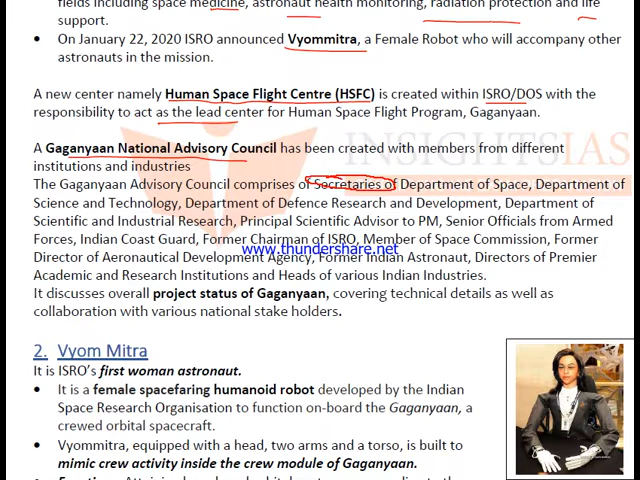 fields including space medicine, astronaut health monitoring, radiation protection and life
support.
• On January 22, 2020 ISRO announced Vyommitra, a Female Robot who will accompany other
astronauts in the mission.
A new center namely Human Space Flight Centre (HSFC) is created within ISRO/DOS with the
responsibility to act as the lead center for Human Space Flight Program, Gaganyaan.
A Gaganyaan National Advisory Council has been created with members from different
institutions and industries
The Gaganyaan Advisory Council comprises of Secretaries of Department of Space, Department of
Science and Technology, Department of Defence Research and Development, Department of
Scientific and Industrial Research, Principal Scientific Advisor to PM, Senior Officials from Armed
Forces, Indian Coast Guard, Former Chairman of ISRO, Member of Space Commission, Former
Director of Aeronautical Development Agency, Former Indian Astronaut, Directors of Premier
Academic and Research Institutions and Heads of various Indian Industries.
It discusses overall project status of Gaganyaan, covering technical details as well as
collaboration with various national stake holders.
INSIGHTSIAS
www.thundershare.net
2. Vyom Mitra
It is ISRO's first woman astronaut.
• It is a female spacefaring humanoid robot developed by the Indian
Space Research Organisation to function on-board the Gaganyaan, a
crewed orbital spacecraft.
• Vyommitra, equipped with a head, two arms and a torso, is built to
mimic crew activity inside the crew module of Gaganyaan.